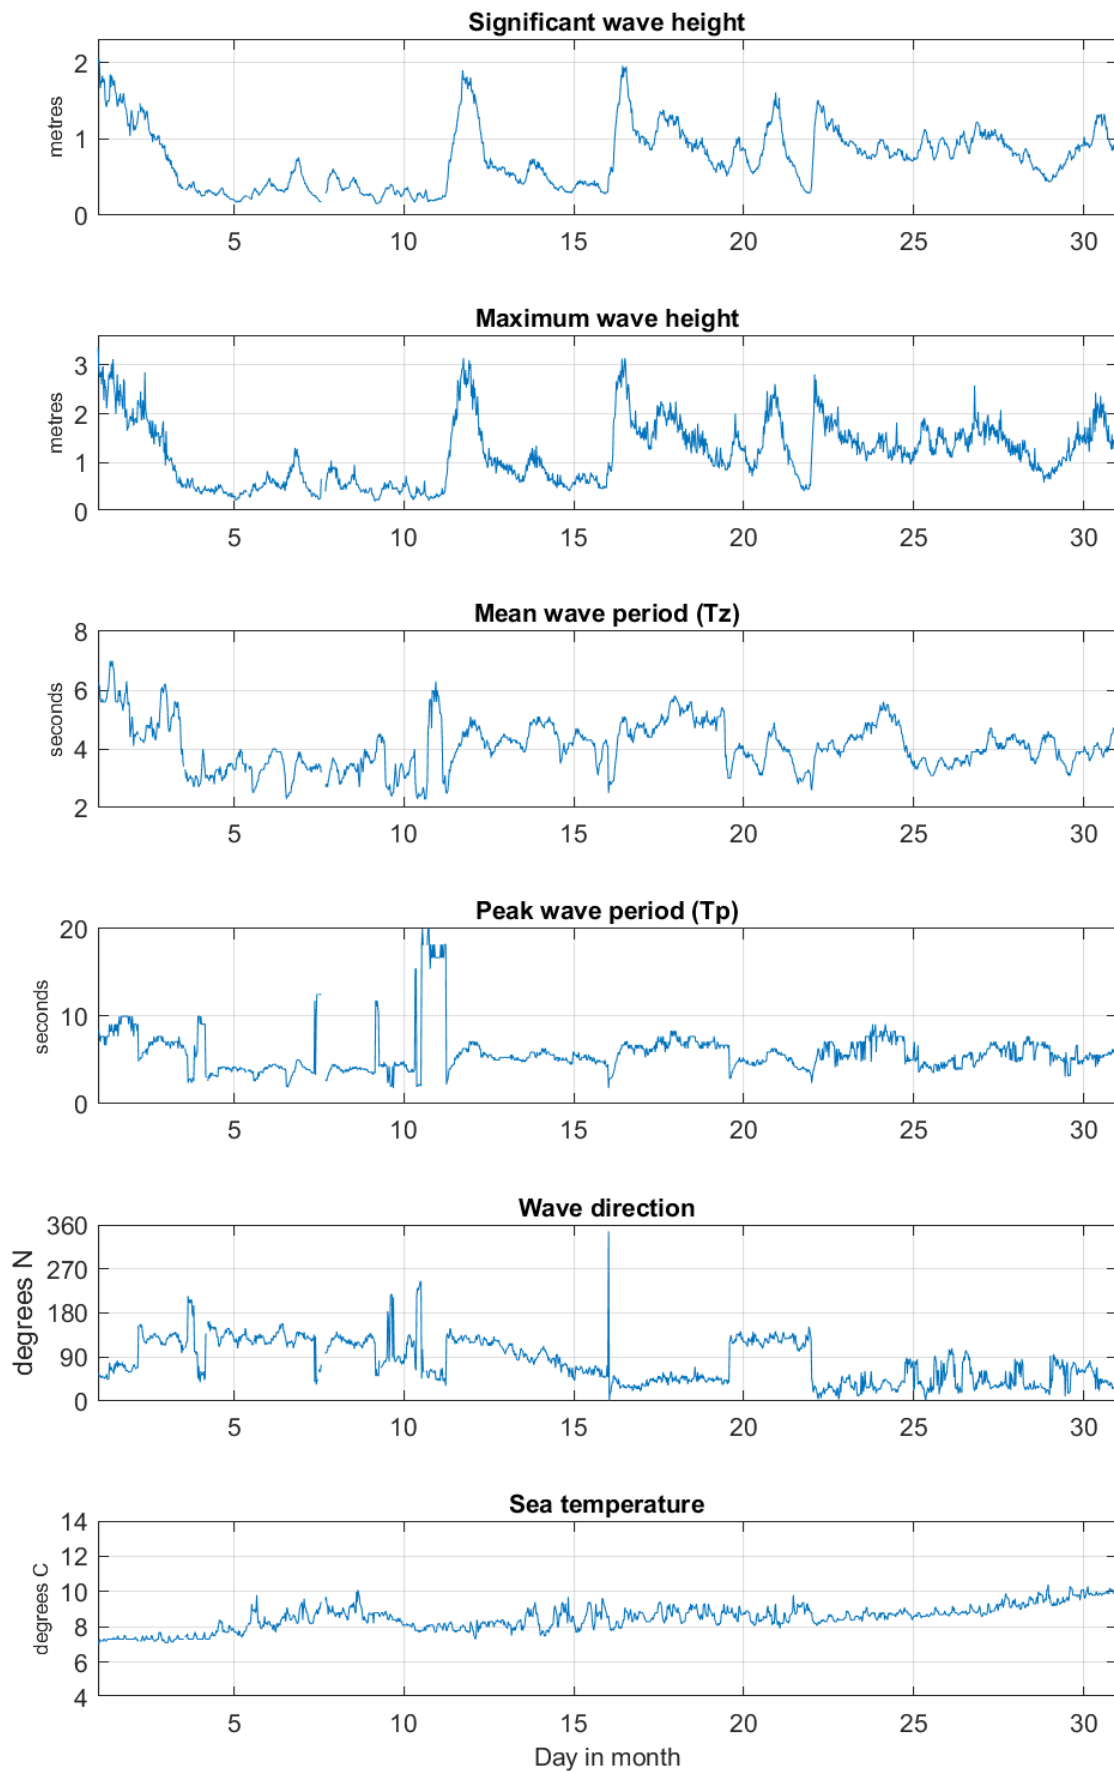 Significant wave height
metres
2
1
0
5 10 15 20 25 30
Maximum wave height
metres
3
2
1
0
5 10 15 20 25 30
Mean wave period (Tz)
seconds
8
6
4
2
5 10 15 20 25 30
Peak wave period (Tp)
seconds
20
10
0
5 10 15 20 25 30
Wave direction
degrees N
360
270
180
90
0
5 10 15 20 25 30
Sea temperature
degrees C
14
12
10
8
6
4
5 10 15 20 25 30
Day in month